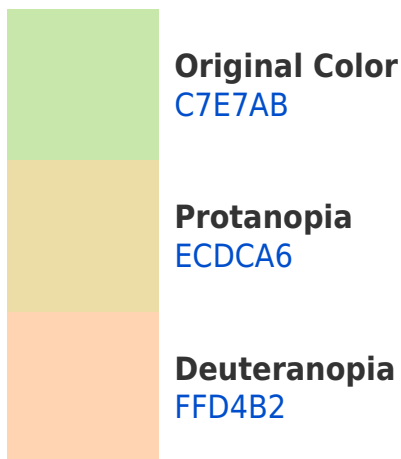 Original Color
C7E7AB
Protanopia
ECDCA6
Deuteranopia
FFD4B2